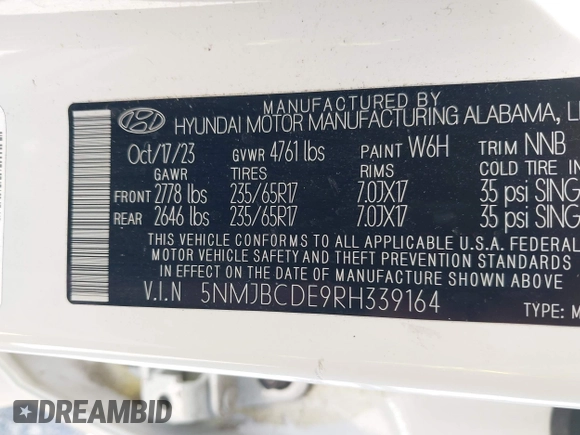 MANUFACTURED BY
HYUNDAI MOTOR MANUFACTURING ALABAMA,
Oct/17/23 GVWR 4761 lbs PAINT W6H TRIM NNB
GAWR TIRES RIMS COLD TIRE
FRONT 2778 lbs 235/65R17 7.0JX17 35 psi SING
REAR 2646 lbs 235/65R17 7.0JX17 35 psi SING
THIS VEHICLE CONFORMS TO ALL APPLICABLE U.S.A. FEDERAL
MOTOR VEHICLE SAFETY AND THEFT PREVENTION STANDARDS
IN EFFECT ON THE DATE OF MANUFACTURE SHOWN ABOVE
V.I.N 5NMJBCDE9RH339164
TYPE:
DREAMBID